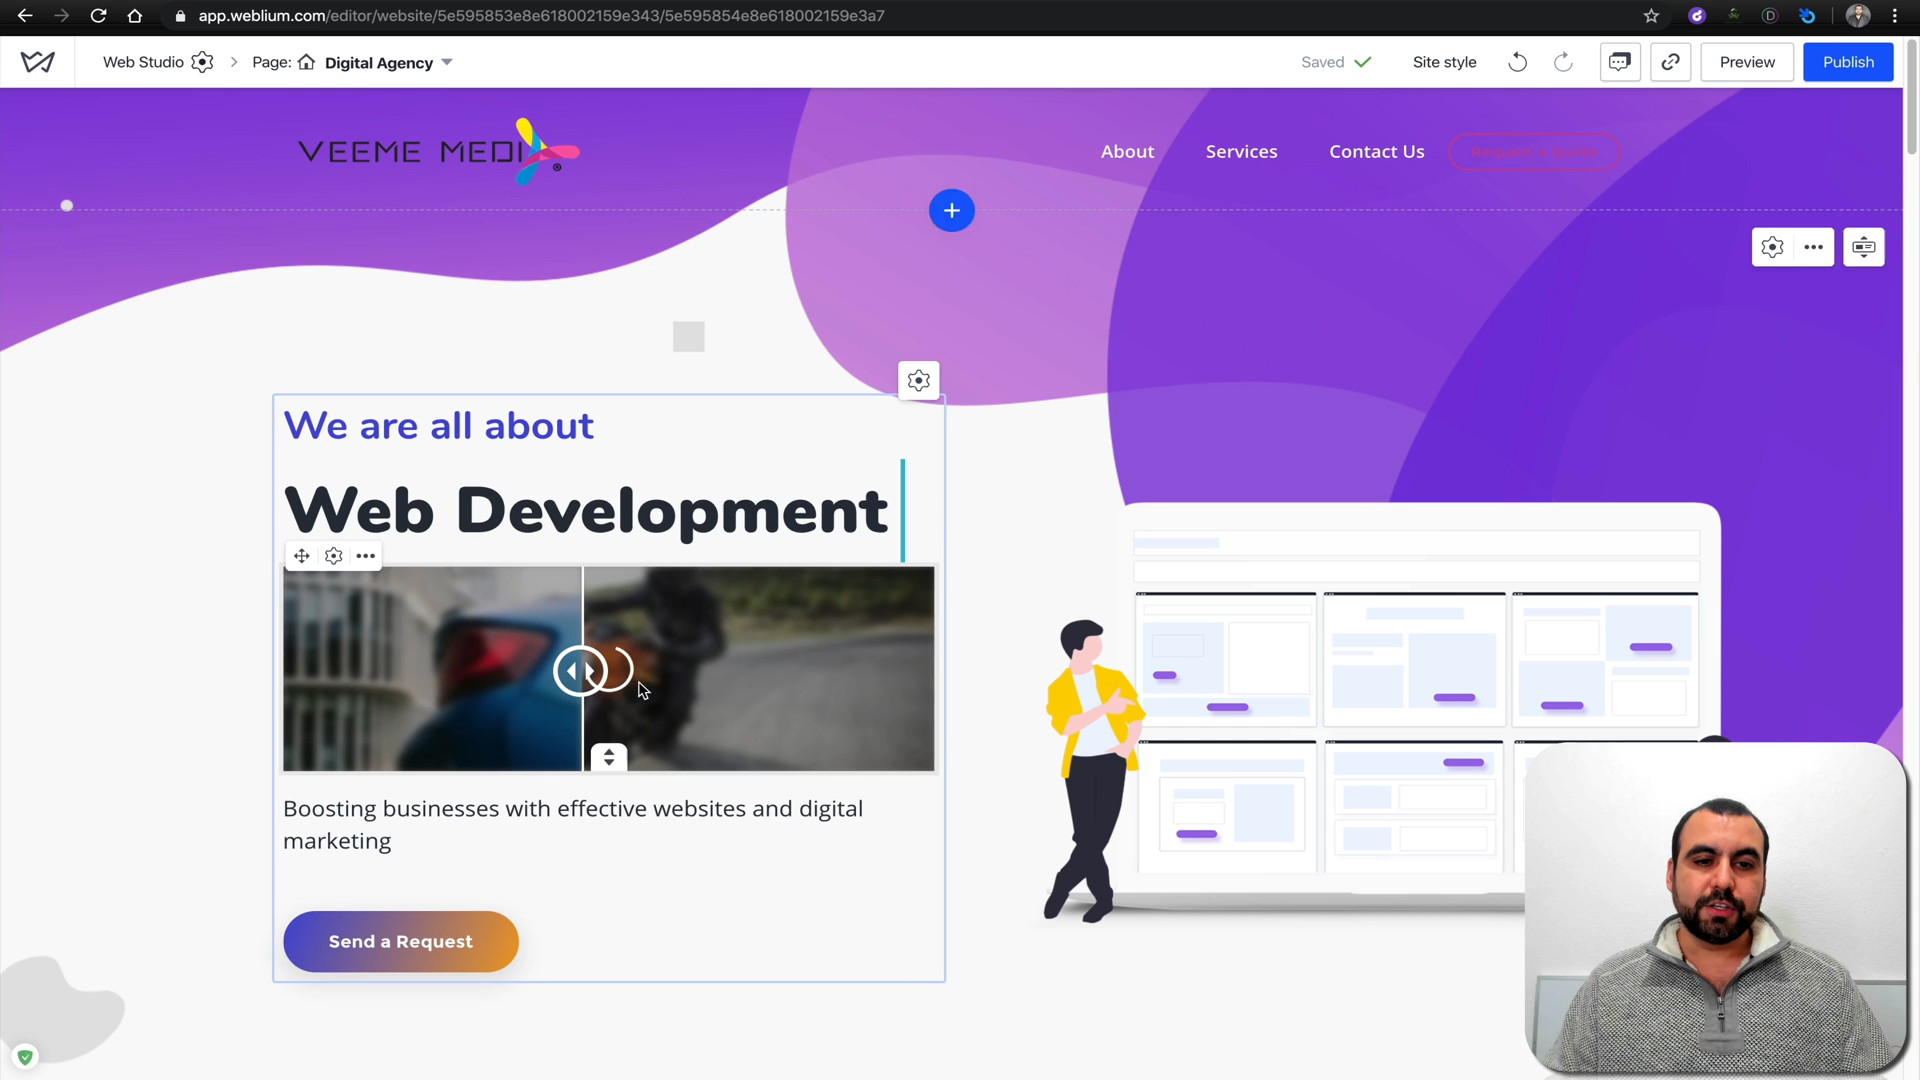 app.weblium.com/editor/website/5e595853e8e618002159e343/5e595854e8e618002159e3a7
Web Studio
Page: Digital Agency
Saved
Site style
Preview
Publish
VEEME MEDI
®
About
Services
Contact Us
Request a Quote
We are all about
Web Development
Boosting businesses with effective websites and digital
marketing
Send a Request